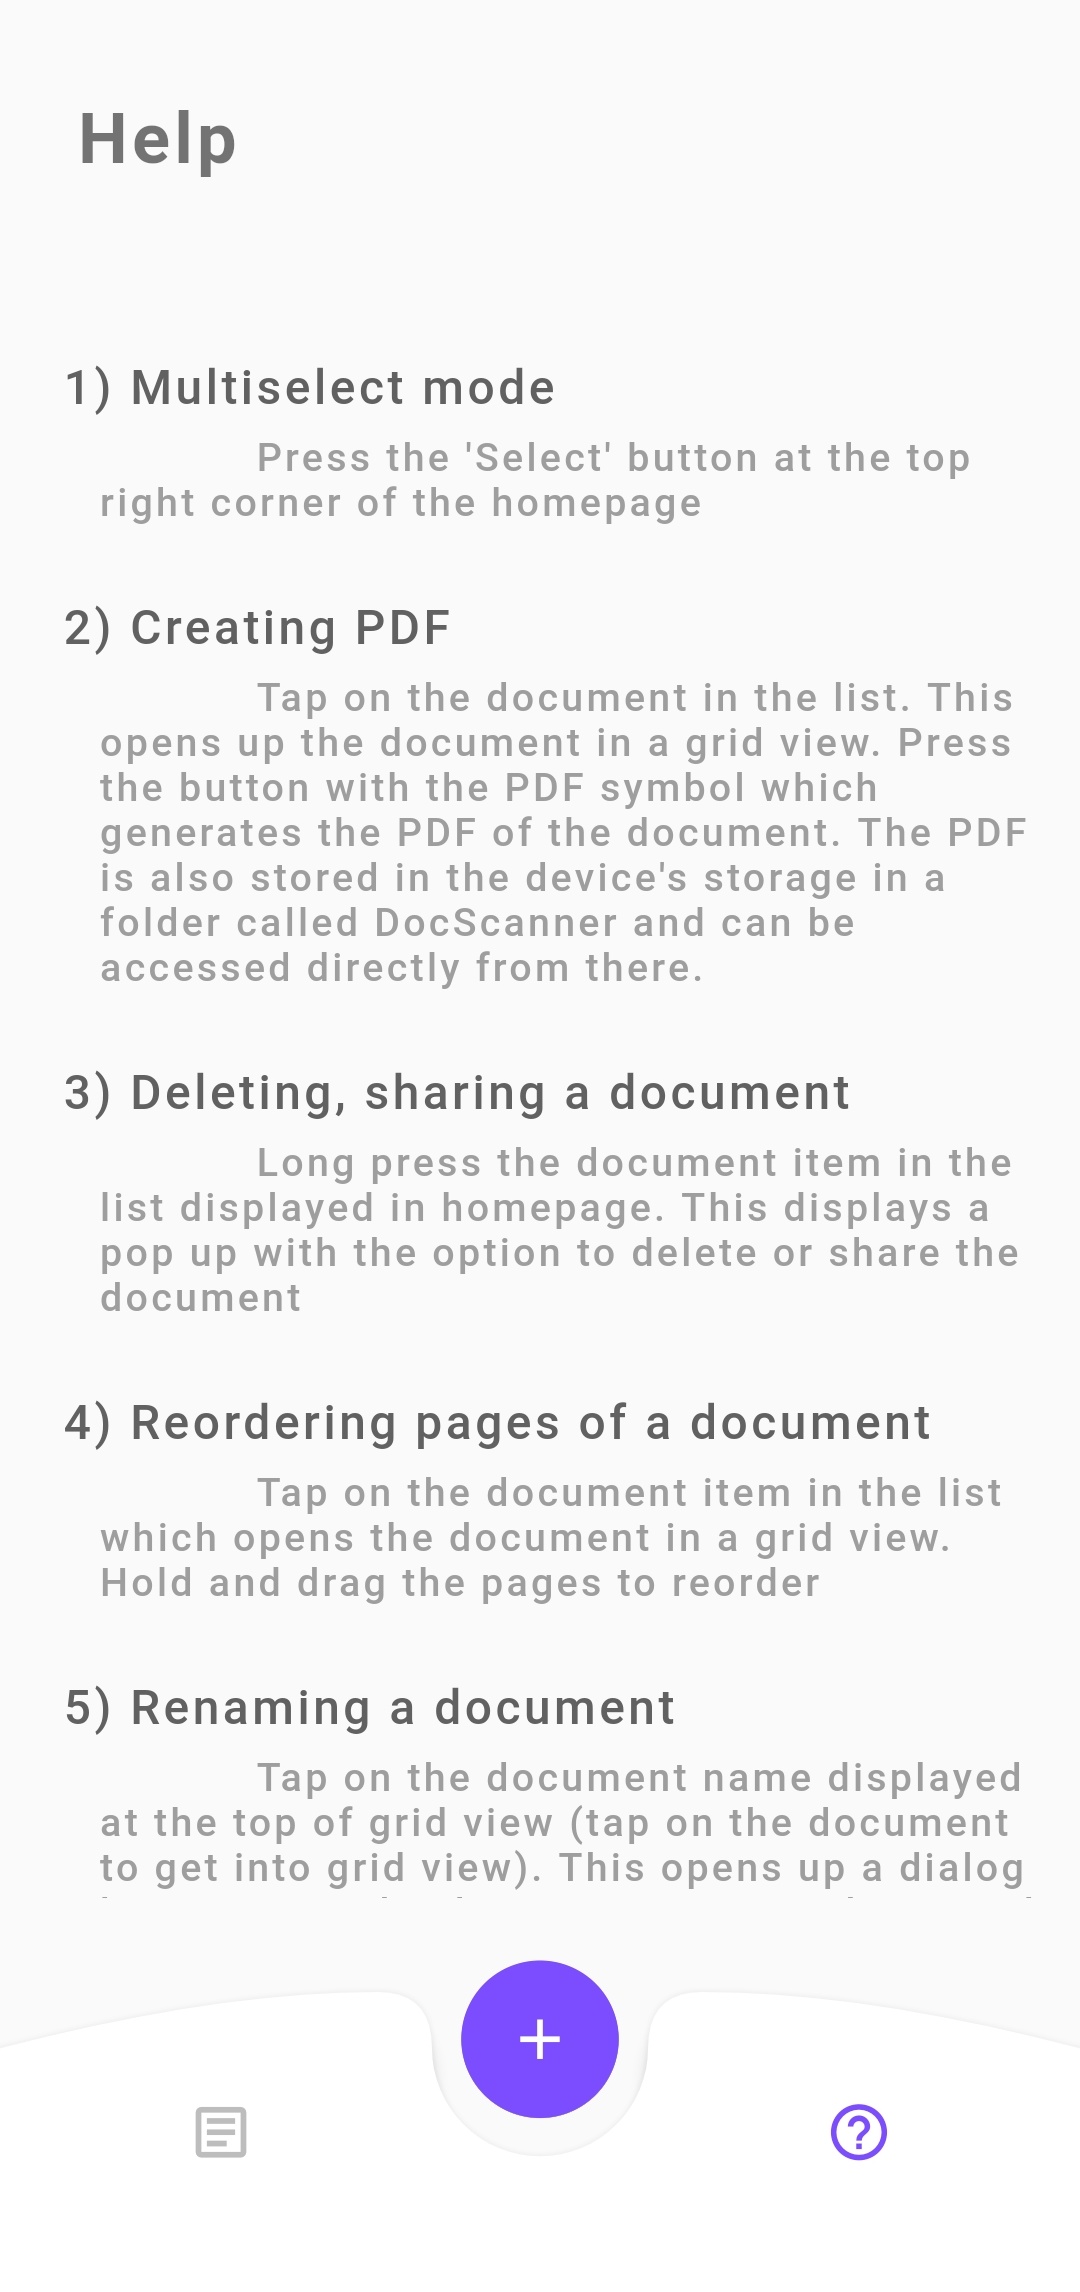 Help
1) Multiselect mode
Press the 'Select' button at the top
right corner of the homepage
2) Creating PDF
Tap on the document in the list. This
opens up the document in a grid view. Press
the button with the PDF symbol which
generates the PDF of the document. The PDF
is also stored in the device's storage in a
folder called DocScanner and can be
accessed directly from there.
3) Deleting, sharing a document
Long press the document item in the
list displayed in homepage. This displays a
pop up with the option to delete or share the
document
4) Reordering pages of a document
Tap on the document item in the list
which opens the document in a grid view.
Hold and drag the pages to reorder
5) Renaming a document
Tap on the document name displayed
at the top of grid view (tap on the document
to get into grid view). This opens up a dialog